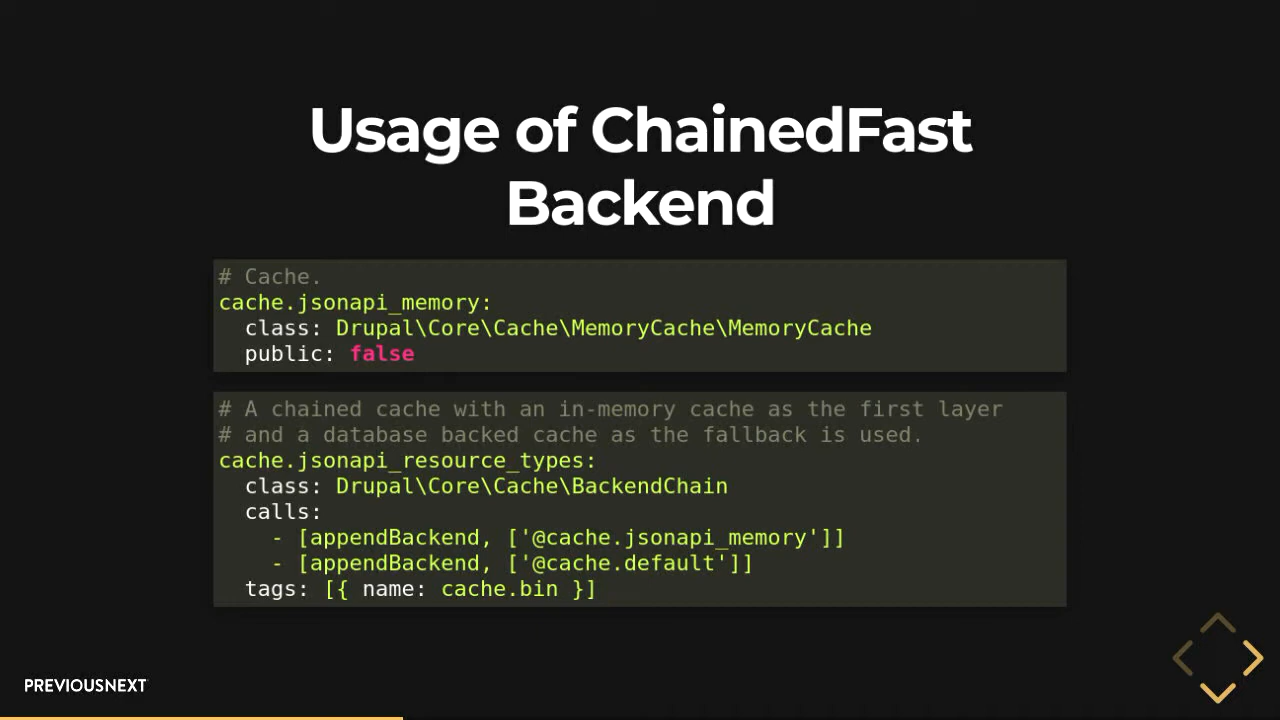 Usage of ChainedFast
Backend
# Cache.
cache.jsonapi_memory:
  class: Drupal\Core\Cache\MemoryCache\MemoryCache
  public: false
# A chained cache with an in-memory cache as the first layer
# and a database backed cache as the fallback is used.
cache.jsonapi_resource_types:
  class: Drupal\Core\Cache\BackendChain
  calls:
    - [appendBackend, ['@cache.jsonapi_memory']]
    - [appendBackend, ['@cache.default']]
  tags: [{ name: cache.bin }]
PREVIOUSNEXT